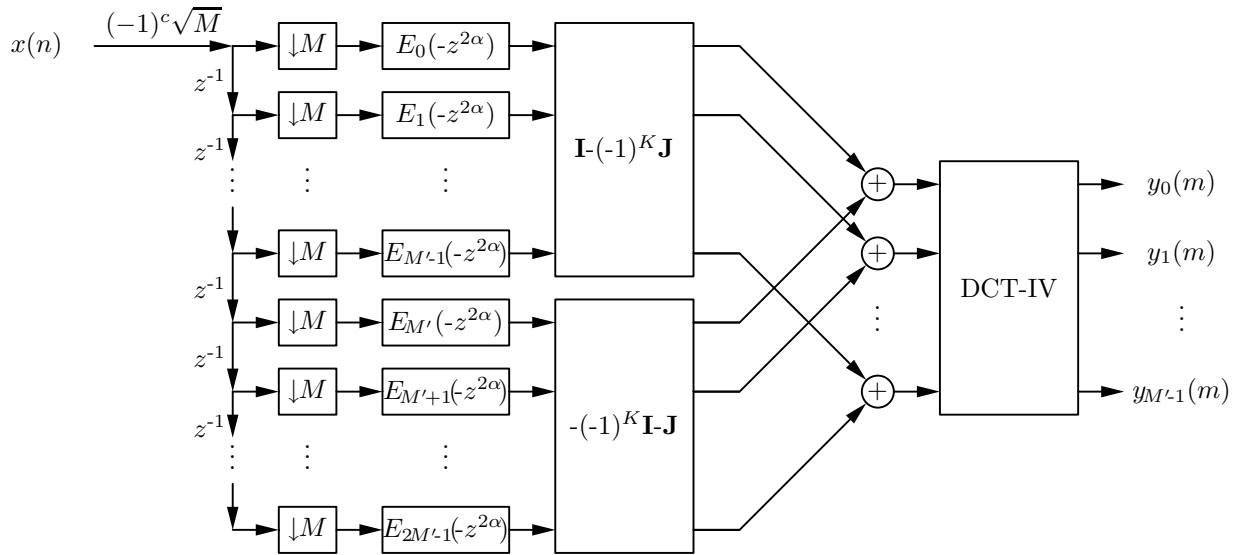 (-1)^c √M
x(n) ↓M E_0(-z^{2α})
z^{-1}
↓M E_1(-z^{2α})
z^{-1}
I-(-1)^K J
⋮ ⋮ ⋮
+ y_0(m)
↓M E_{M'-1}(-z^{2α}) + y_1(m)
z^{-1}
DCT-IV
↓M E_{M'}(-z^{2α}) ⋮ ⋮
z^{-1}
↓M E_{M'+1}(-z^{2α}) + y_{M'-1}(m)
z^{-1}
-(-1)^K I-J
⋮ ⋮ ⋮
↓M E_{2M'-1}(-z^{2α})